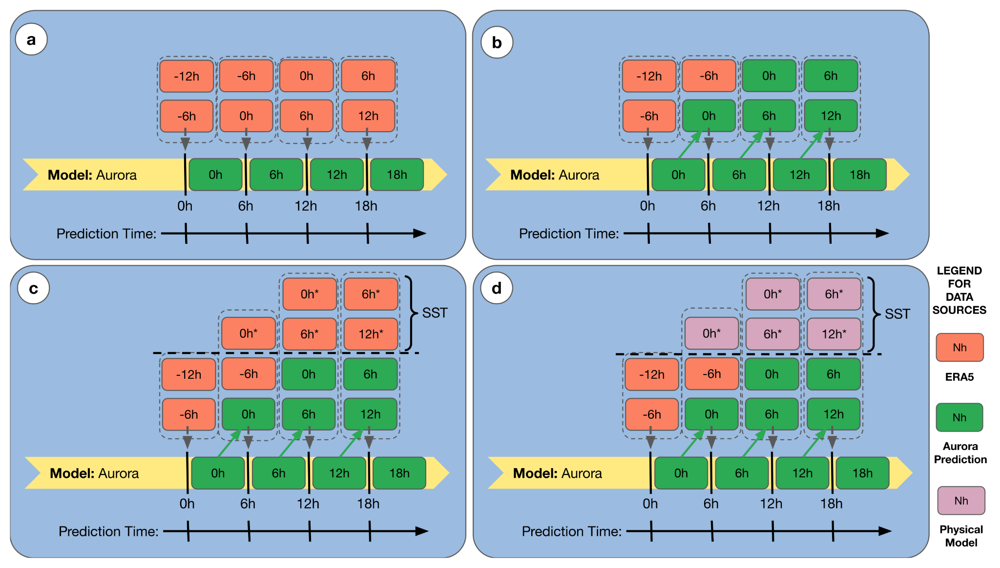 a
-12h -6h 0h 6h
-6h 0h 6h 12h
Model: Aurora 0h 6h 12h 18h
0h 6h 12h 18h
Prediction Time:
b
-12h -6h 0h 6h
-6h 0h 6h 12h
Model: Aurora 0h 6h 12h 18h
0h 6h 12h 18h
Prediction Time:
c
0h* 6h*
SST
0h* 6h* 12h*
-12h -6h 0h 6h
-6h 0h 6h 12h
Model: Aurora 0h 6h 12h 18h
0h 6h 12h 18h
Prediction Time:
d
0h* 6h*
SST
0h* 6h* 12h*
-12h -6h 0h 6h
-6h 0h 6h 12h
Model: Aurora 0h 6h 12h 18h
0h 6h 12h 18h
Prediction Time:
LEGEND
FOR
DATA
SOURCES
Nh
ERA5
Nh
Aurora
Prediction
Nh
Physical
Model